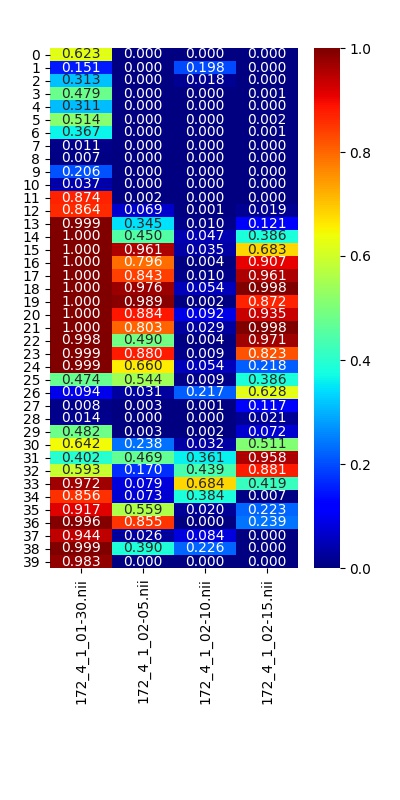 0 0.623 0.000 0.000 0.000
1 0.151 0.000 0.198 0.000
2 0.313 0.000 0.018 0.000
3 0.479 0.000 0.000 0.001
4 0.311 0.000 0.000 0.000
5 0.514 0.000 0.000 0.002
6 0.367 0.000 0.000 0.001
7 0.011 0.000 0.000 0.000
8 0.007 0.000 0.000 0.000
9 0.206 0.000 0.000 0.000
10 0.037 0.000 0.000 0.000
11 0.874 0.002 0.000 0.000
12 0.864 0.069 0.001 0.019
13 0.999 0.345 0.010 0.121
14 1.000 0.450 0.047 0.386
15 1.000 0.961 0.035 0.683
16 1.000 0.796 0.004 0.907
17 1.000 0.843 0.010 0.961
18 1.000 0.976 0.054 0.998
19 1.000 0.989 0.002 0.872
20 1.000 0.884 0.092 0.935
21 1.000 0.803 0.029 0.998
22 0.998 0.490 0.004 0.971
23 0.999 0.880 0.009 0.823
24 0.999 0.660 0.054 0.218
25 0.474 0.544 0.009 0.386
26 0.094 0.031 0.217 0.628
27 0.008 0.003 0.001 0.117
28 0.014 0.000 0.000 0.021
29 0.482 0.003 0.002 0.072
30 0.642 0.238 0.032 0.511
31 0.402 0.469 0.361 0.958
32 0.593 0.170 0.439 0.881
33 0.972 0.079 0.684 0.419
34 0.856 0.073 0.384 0.007
35 0.917 0.559 0.020 0.223
36 0.996 0.855 0.000 0.239
37 0.944 0.026 0.084 0.000
38 0.999 0.390 0.226 0.000
39 0.983 0.000 0.000 0.000
172_4_1_01-30.nii
172_4_1_02-05.nii
172_4_1_02-10.nii
172_4_1_02-15.nii
1.0
0.8
0.6
0.4
0.2
0.0